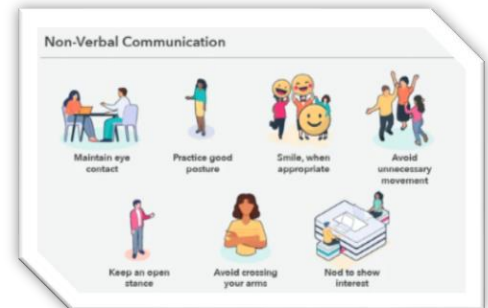 Non-Verbal Communication
Maintain eye
contact
Practice good
posture
Smile, when
appropriate
Avoid
unnecessary
movement
Keep an open
stance
Avoid crossing
your arms
Nod to show
interest